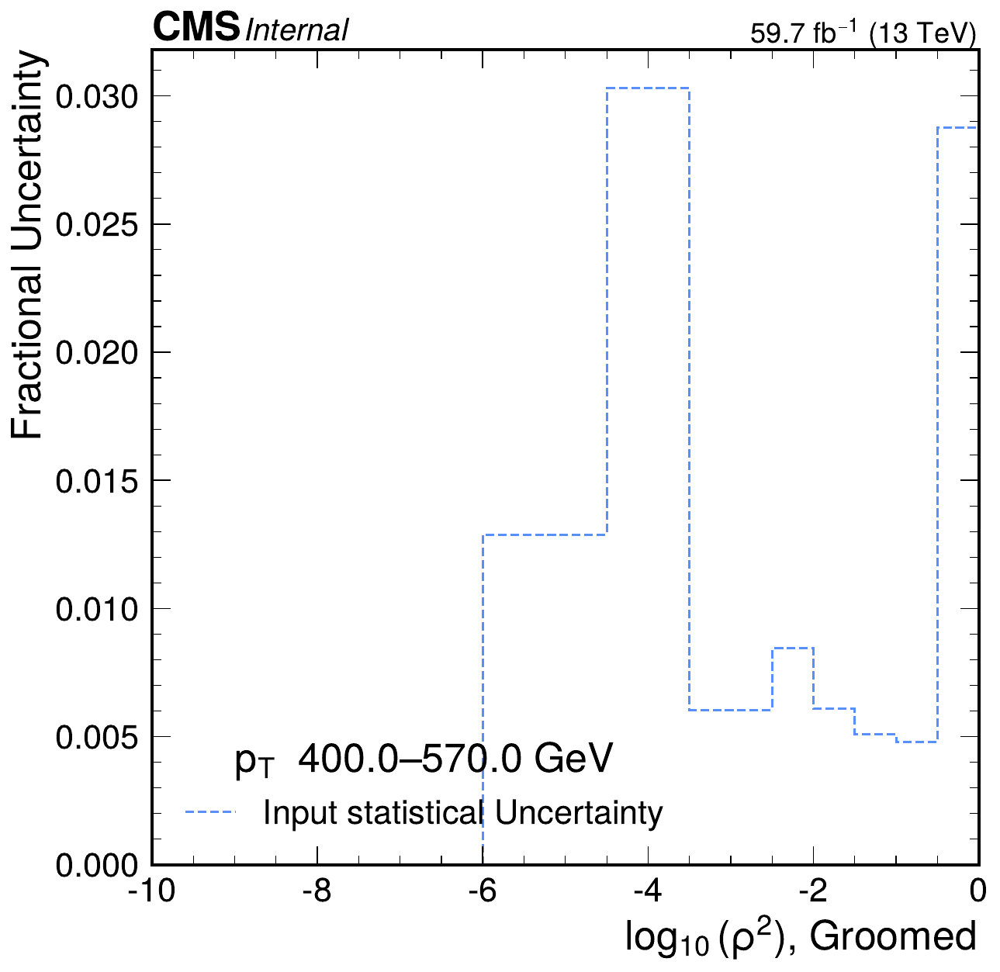 CMS Internal
59.7 fb⁻¹ (13 TeV)
Fractional Uncertainty
0.030
0.025
0.020
0.015
0.010
0.005
0.000
p_T 400.0–570.0 GeV
Input statistical Uncertainty
-10 -8 -6 -4 -2 0
log₁₀(ρ²), Groomed